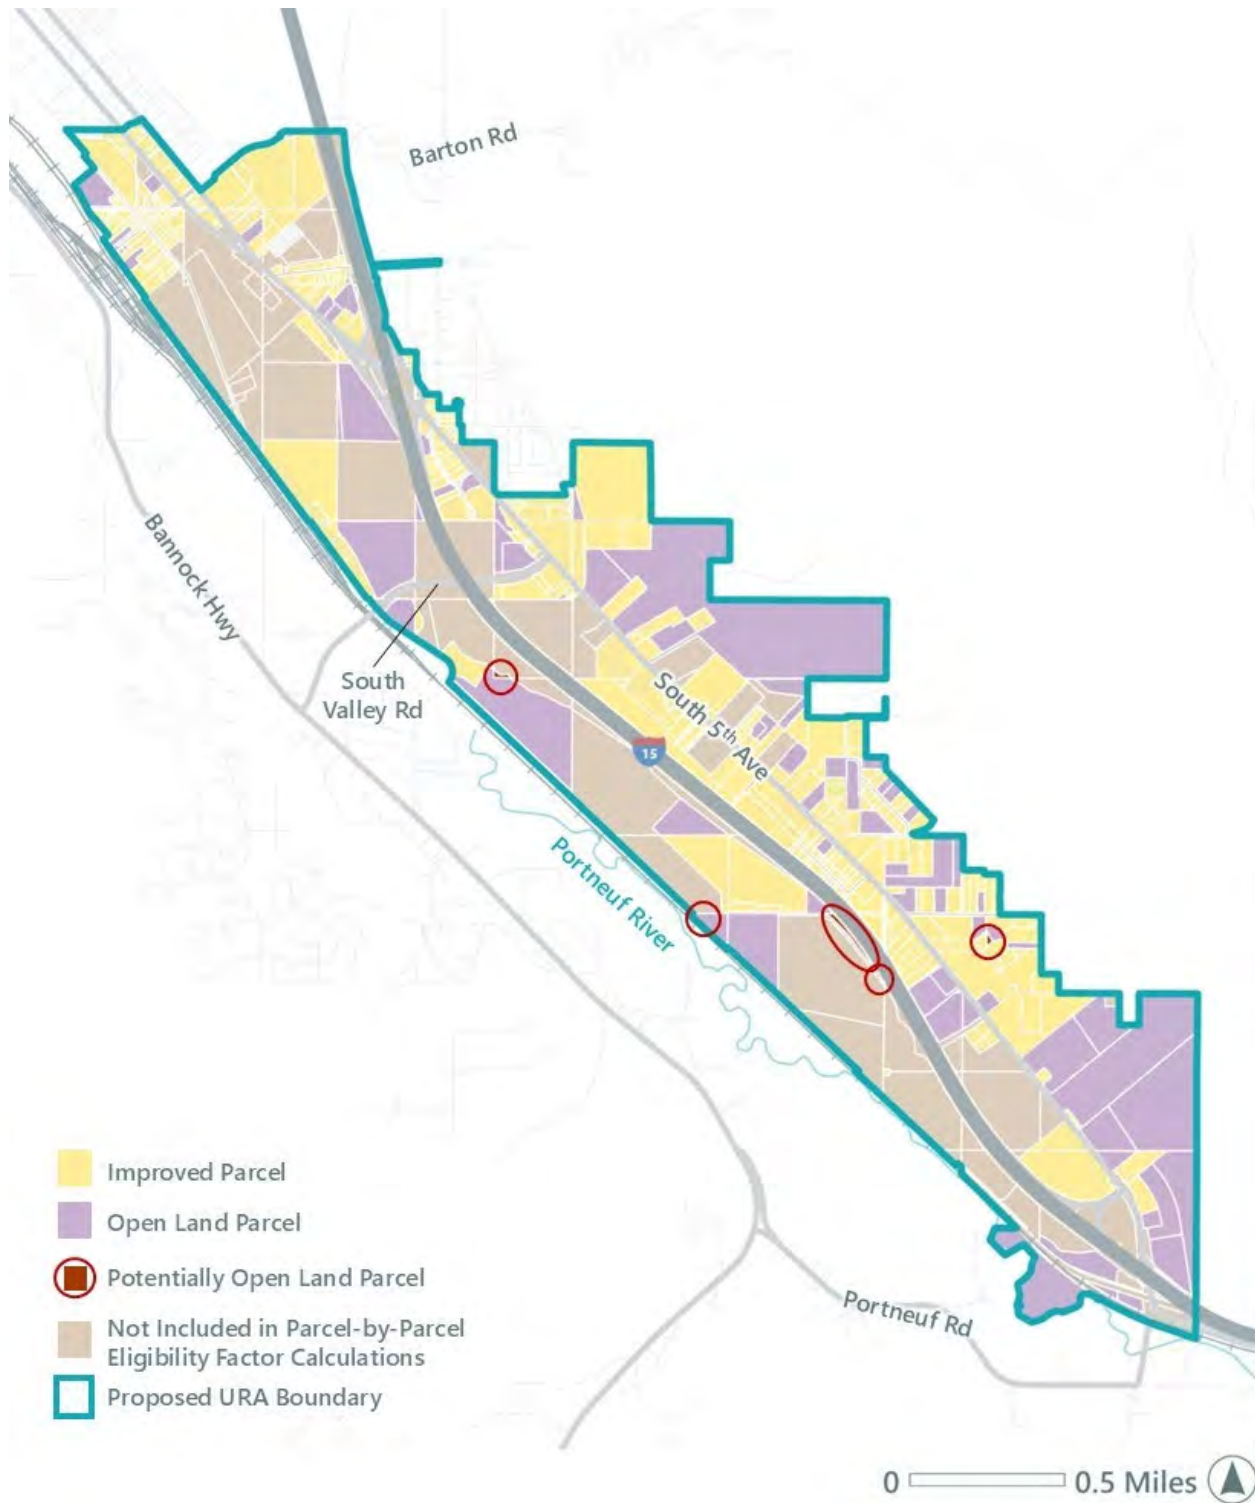 Barton Rd
Bannock Hwy
South
Valley Rd
South 5th Ave
15
Portneuf River
Improved Parcel
Open Land Parcel
Potentially Open Land Parcel
Not Included in Parcel-by-Parcel
Eligibility Factor Calculations
Proposed URA Boundary
Portneuf Rd
0 0.5 Miles